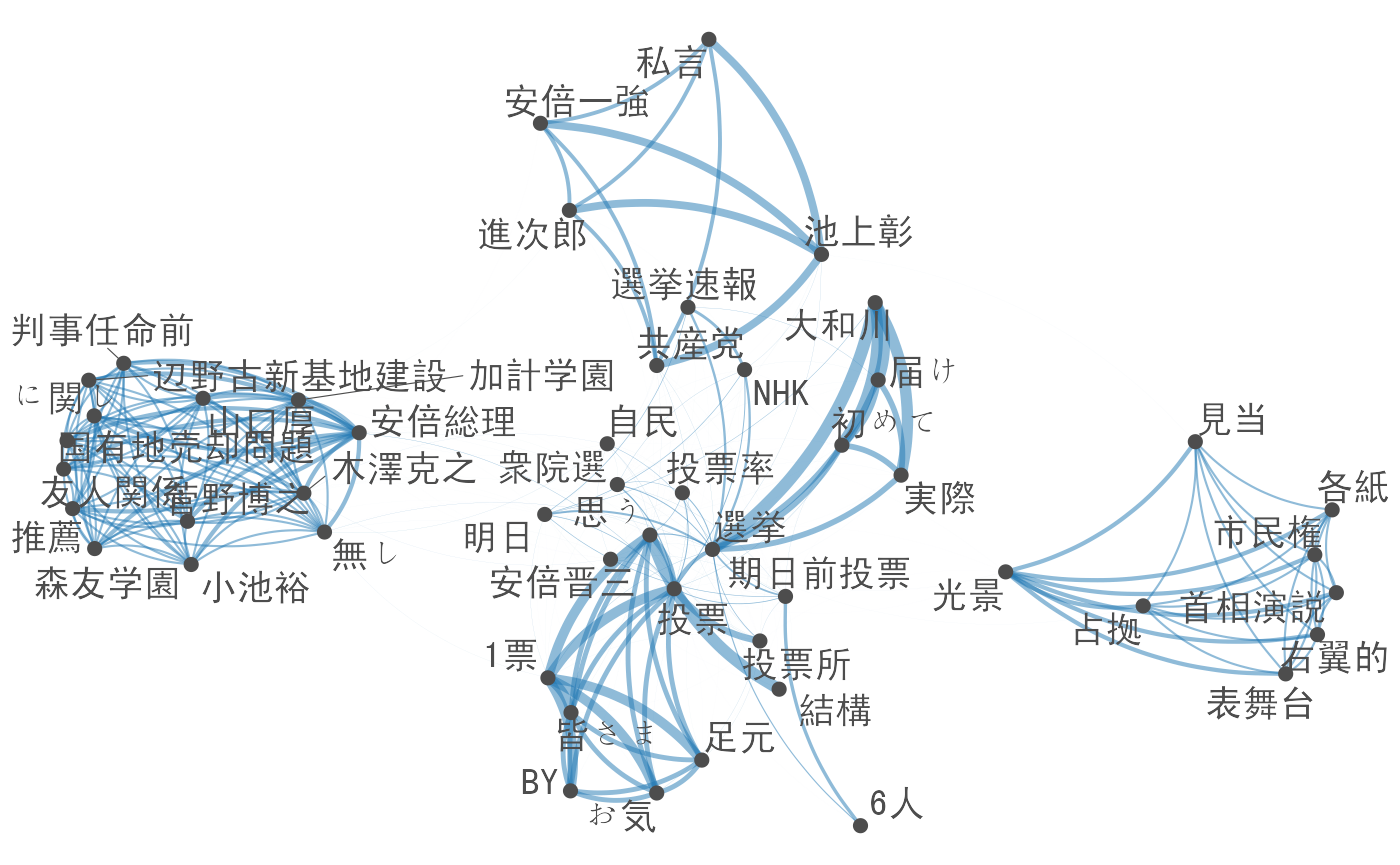 私言
安倍一強
進次郎
池上彰
選挙速報
大和川
判事任命前
共産党
届け
辺野古新基地建設
加計学園
NHK
に関し
山口厚
安倍総理
自民
初めて
見当
国有地売却問題
木澤克之
衆院選
投票率
各紙
友人関係
菅野博之
思う
実際
推薦
明日
選挙
市民権
無し
森友学園
小池裕
安倍晋三
期日前投票
光景
首相演説
投票
占拠
1票
投票所
右翼的
結構
表舞台
皆さま
足元
BY
お気
6人